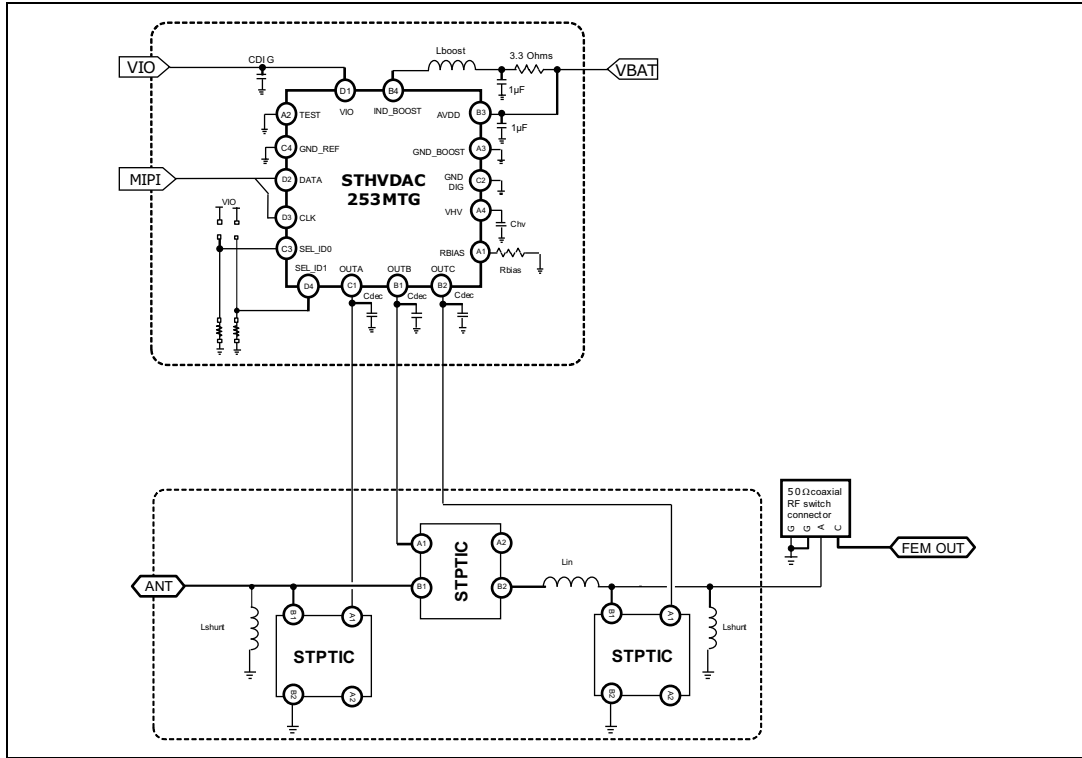 VIO
CDIG
Lboost
3.3 Ohms
VBAT
1µF
D1
B4
VIO
IND_BOOST
A2
TEST
AVDD
B3
1µF
C4
GND_REF
GND_BOOST
A3
MIPI
D2
DATA
STHVDAC
253MTG
GND
DIG
C2
VIO
D3
CLK
VHV
A4
Chv
C3
SEL_ID0
RBIAS
A1
Rbias
SEL_ID1
OUTA
OUTB
OUTC
D4
C1
B1
B2
Cdec
Cdec
Cdec
50Ω coaxial
RF switch
connector
G
G
A
C
FEM OUT
A1
A2
STPTIC
ANT
B1
B2
Lin
Lshunt
B1
A1
STPTIC
B2
A2
B1
A1
STPTIC
B2
A2
Lshunt